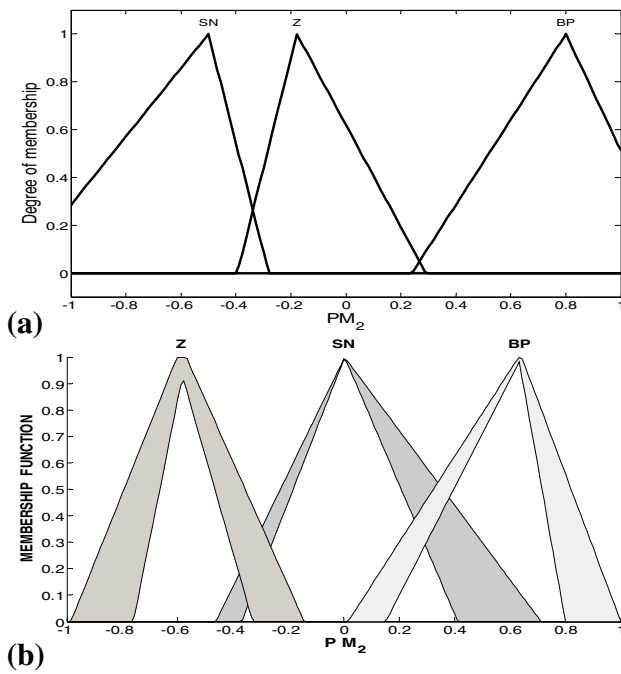 SN Z BP
1
0.8
0.6
0.4
0.2
0
Degree of membership
-1 -0.8 -0.6 -0.4 -0.2 0 0.2 0.4 0.6 0.8 1
PM2
(a)
Z SN BP
1
0.9
0.8
0.7
0.6
0.5
0.4
0.3
0.2
0.1
0
MEMBERSHIP FUNCTION
-1 -0.8 -0.6 -0.4 -0.2 0 0.2 0.4 0.6 0.8 1
P M2
(b)